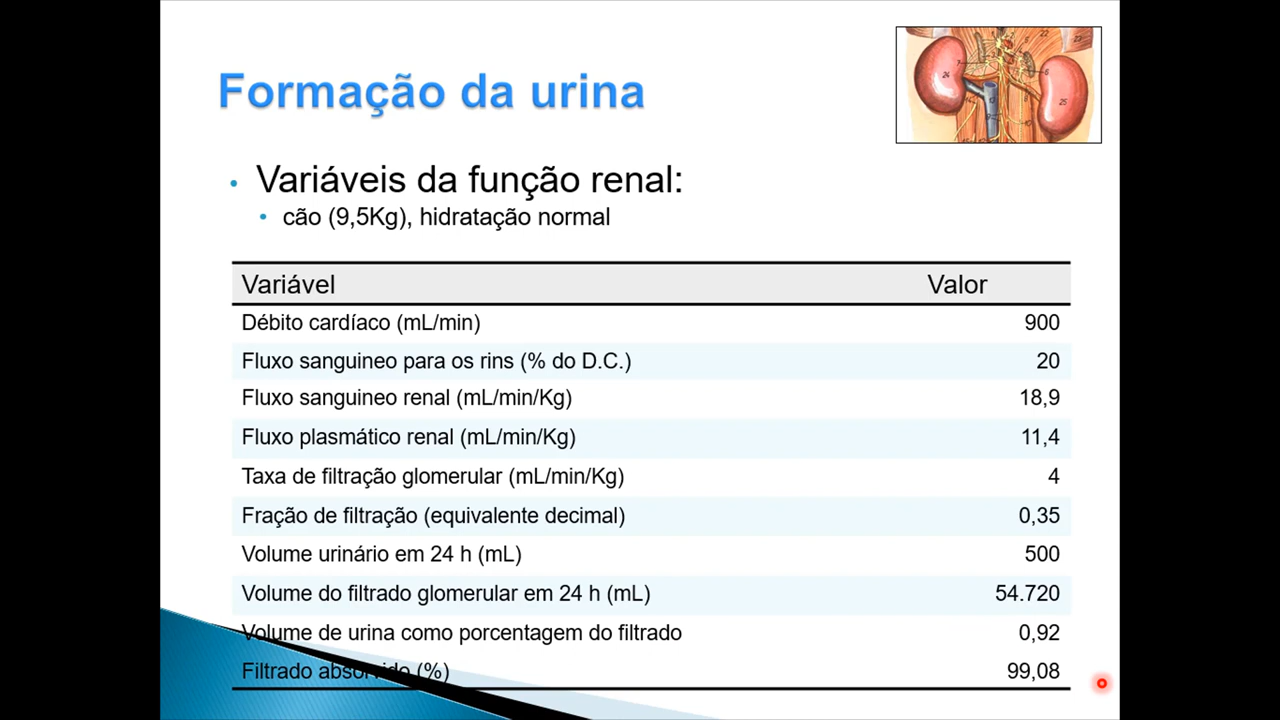 Formação da urina
• Variáveis da função renal:
• cão (9,5Kg), hidratação normal
Variável Valor
Débito cardíaco (mL/min) 900
Fluxo sanguineo para os rins (% do D.C.) 20
Fluxo sanguineo renal (mL/min/Kg) 18,9
Fluxo plasmático renal (mL/min/Kg) 11,4
Taxa de filtração glomerular (mL/min/Kg) 4
Fração de filtração (equivalente decimal) 0,35
Volume urinário em 24 h (mL) 500
Volume do filtrado glomerular em 24 h (mL) 54.720
Volume de urina como porcentagem do filtrado 0,92
Filtrado absorvido (%) 99,08